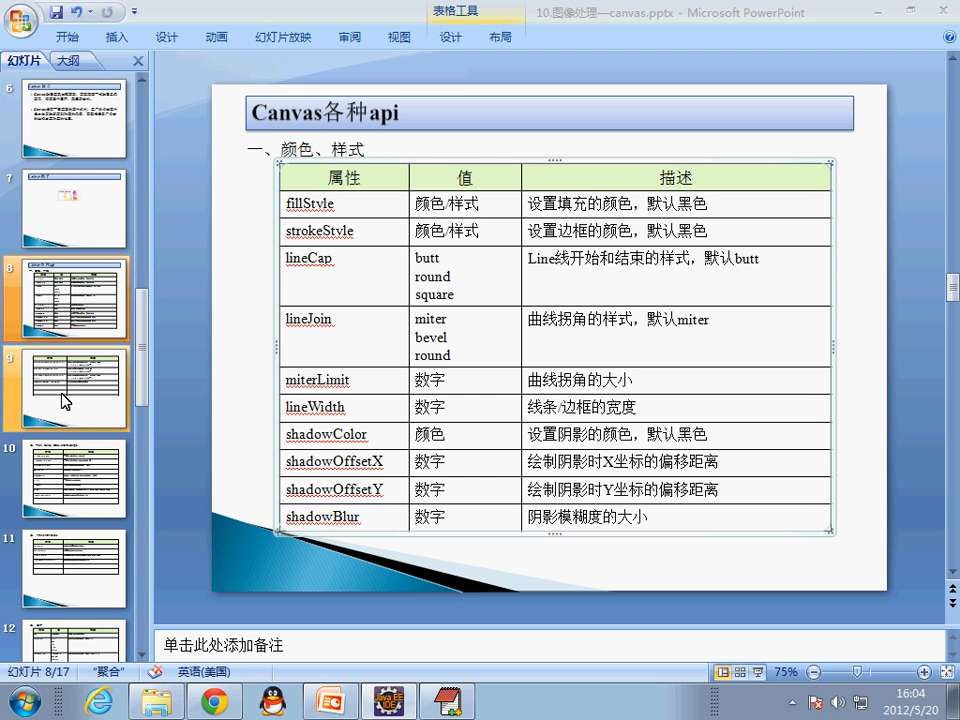 表格工具
10.图像处理—canvas.pptx - Microsoft PowerPoint
开始 插入 设计 动画 幻灯片放映 审阅 视图 设计 布局
幻灯片 大纲
6
7
8
9
10
11
12
Canvas各种api
一、颜色、样式
属性 值 描述
fillStyle 颜色/样式 设置填充的颜色，默认黑色
strokeStyle 颜色/样式 设置边框的颜色，默认黑色
lineCap butt Line线开始和结束的样式，默认butt
round
square
lineJoin miter 曲线拐角的样式，默认miter
bevel
round
miterLimit 数字 曲线拐角的大小
lineWidth 数字 线条/边框的宽度
shadowColor 颜色 设置阴影的颜色，默认黑色
shadowOffsetX 数字 绘制阴影时X坐标的偏移距离
shadowOffsetY 数字 绘制阴影时Y坐标的偏移距离
shadowBlur 数字 阴影模糊度的大小
单击此处添加备注
幻灯片 8/17 "聚合" 英语(美国) 75%
Java EE
IDE
16:04
2012/5/20